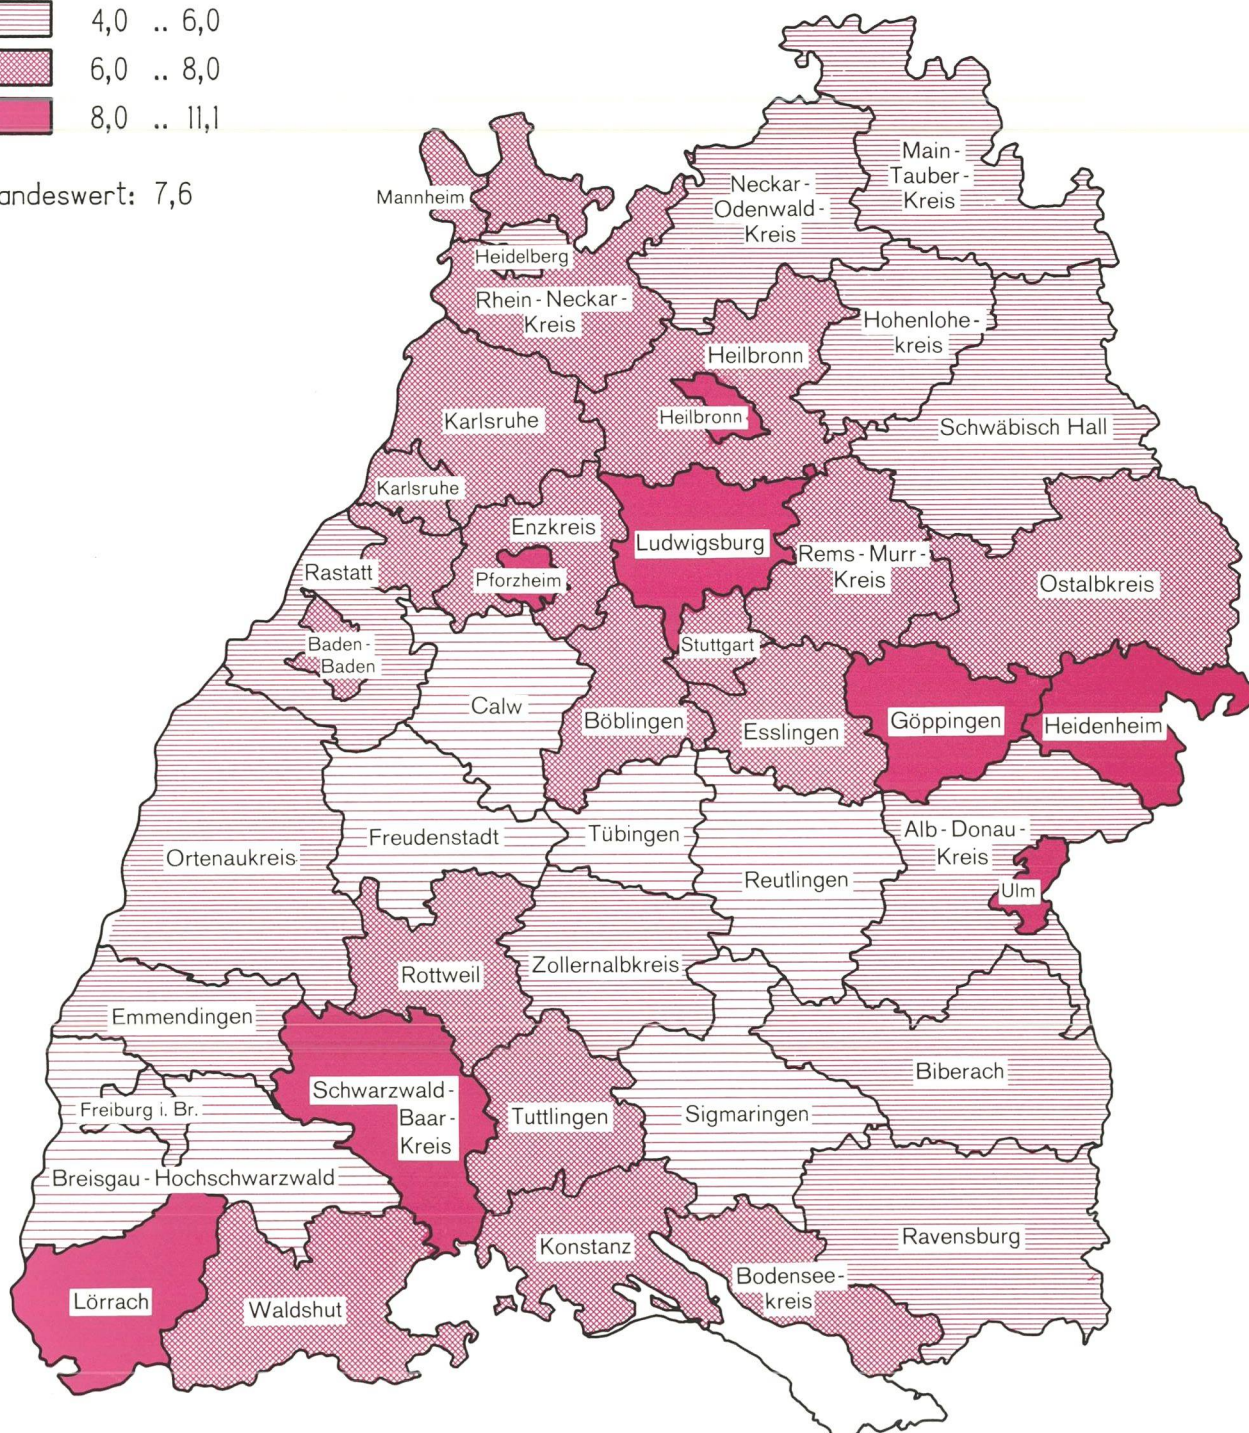 4,0 .. 6,0
6,0 .. 8,0
8,0 .. 11,1
andeswert: 7,6
Main-
Tauber-
Kreis
Neckar-
Odenwald-
Kreis
Mannheim
Heidelberg
Rhein-Neckar-
Kreis
Hohenlohe-
kreis
Heilbronn
Heilbronn
Karlsruhe
Schwäbisch Hall
Karlsruhe
Enzkreis
Ludwigsburg
Rems-Murr-
Kreis
Rastatt
Pforzheim
Ostalbkreis
Baden-
Baden
Stuttgart
Calw
Böblingen
Esslingen
Göppingen
Heidenheim
Freudenstadt
Tübingen
Alb-Donau-
Kreis
Ortenaukreis
Reutlingen
Ulm
Rottweil
Zollernalbkreis
Emmendingen
Biberach
Schwarzwald-
Baar-
Kreis
Freiburg i. Br.
Tuttlingen
Sigmaringen
Breisgau-Hochschwarzwald
Ravensburg
Konstanz
Bodensee-
kreis
Lörrach
Waldshut